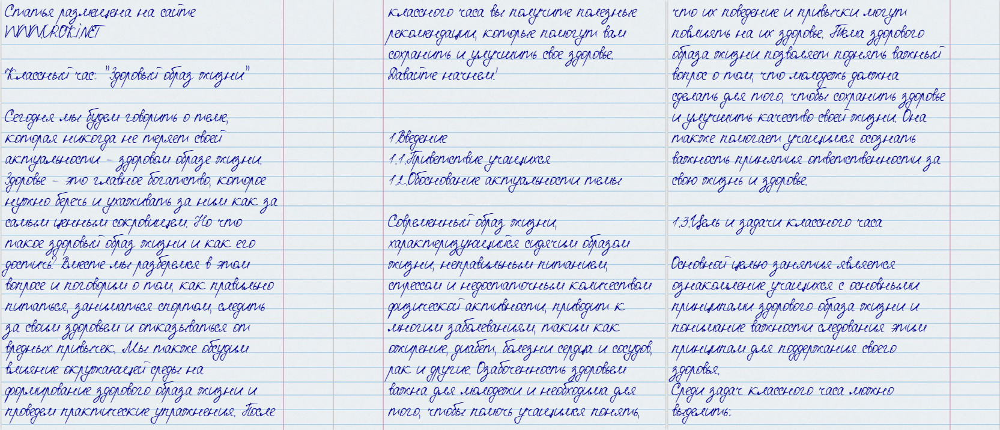 Статья размещена на сайте
WWW.UROKI.NET
Классный час: "Здоровый образ жизни"
Сегодня мы будем говорить о теме,
которая никогда не теряет своей
актуальности – здоровом образе жизни.
Здоровье – это главное богатство, которое
нужно беречь и ухаживать за ним как за
самым ценным сокровищем. Но что
такое здоровый образ жизни и как его
достичь? Вместе мы разберемся в этом
вопросе и поговорим о том, как правильно
питаться, заниматься спортом, следить
за своим здоровьем и отказываться от
вредных привычек. Мы также обсудим
влияние окружающей среды на
формирование здорового образа жизни и
проведем практические упражнения. После
классного часа вы получите полезные
рекомендации, которые помогут вам
сохранить и улучшить свое здоровье.
Давайте начнем!
1.Введение
1.1.Приветствие учащихся
1.2.Обоснование актуальности темы
Современный образ жизни,
характеризующийся сидячим образом
жизни, неправильным питанием,
стрессом и недостаточным количеством
физической активности, приводит к
многим заболеваниям, таким как
ожирение, диабет, болезни сердца и сосудов,
рак и другие. Озабоченность здоровьем
важна для молодежи и необходима для
того, чтобы помочь учащимся понять,
что их поведение и привычки могут
повлиять на их здоровье. Тема здорового
образа жизни позволяет поднять важный
вопрос о том, что молодежь должна
сделать для того, чтобы сохранить здоровье
и улучшить качество своей жизни. Она
также помогает учащимся осознать
важность принятия ответственности за
свою жизнь и здоровье.
1.3.Цель и задачи классного часа
Основной целью занятия является
ознакомление учащихся с основными
принципами здорового образа жизни и
понимание важности следования этим
принципам для поддержания своего
здоровья.
Среди задач классного часа можно
выделить: